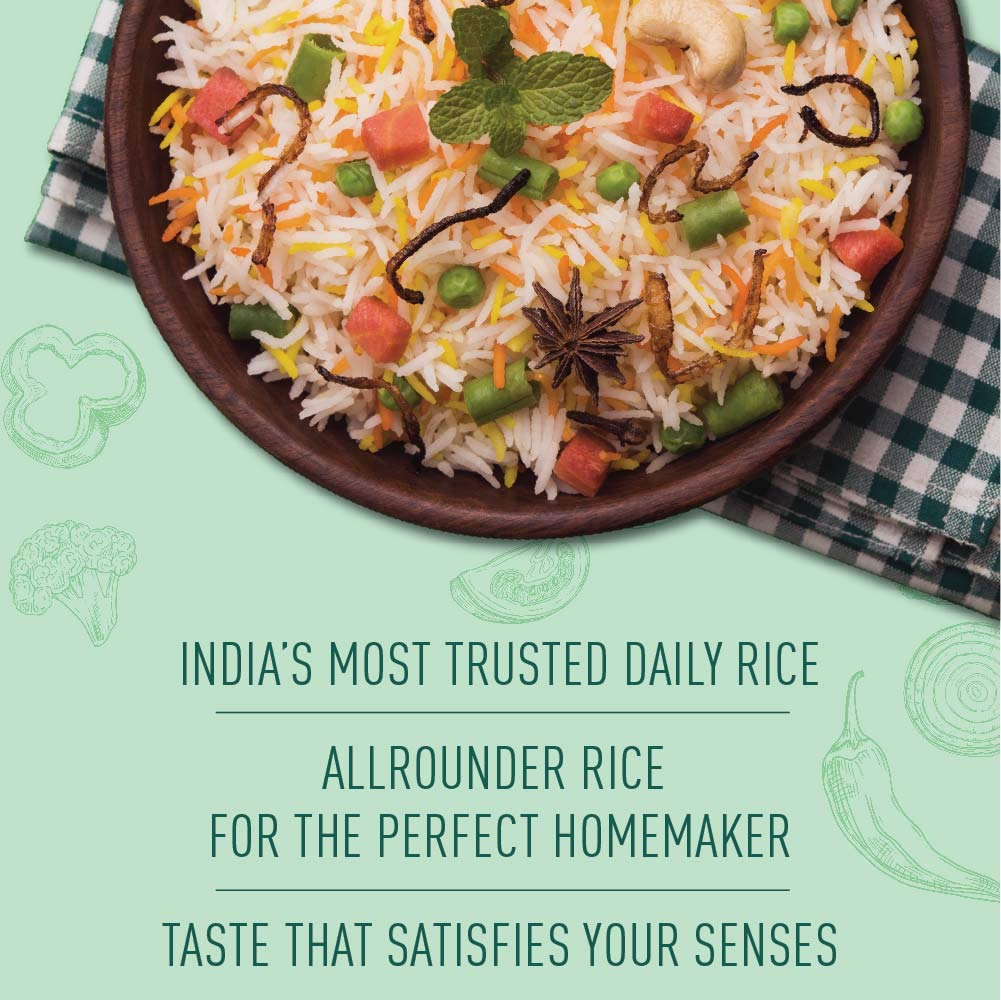 INDIA'S MOST TRUSTED DAILY RICE
ALLROUNDER RICE
FOR THE PERFECT HOMEMAKER
TASTE THAT SATISFIES YOUR SENSES